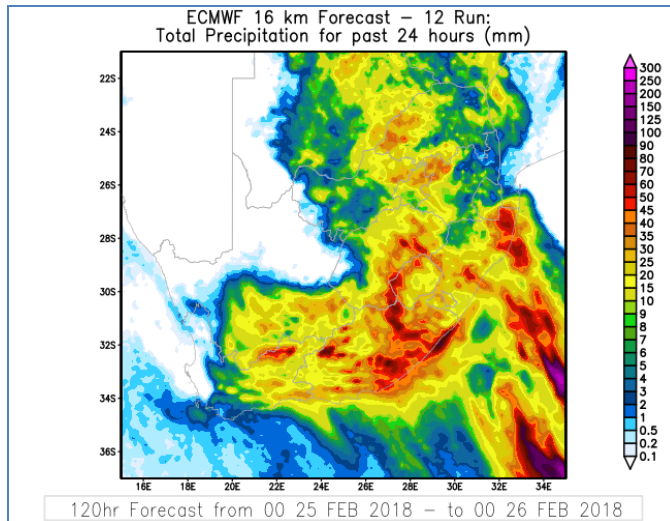 ECMWF 16 km Forecast – 12 Run:
Total Precipitation for past 24 hours (mm)
22S
24S
26S
28S
30S
32S
34S
36S
16E
18E
20E
22E
24E
26E
28E
30E
32E
34E
300
250
200
150
125
100
90
80
70
60
50
45
40
35
30
25
20
15
10
9
8
7
6
5
4
3
2
1
0.5
0.2
0.1
120hr Forecast from 00 25 FEB 2018 – to 00 26 FEB 2018